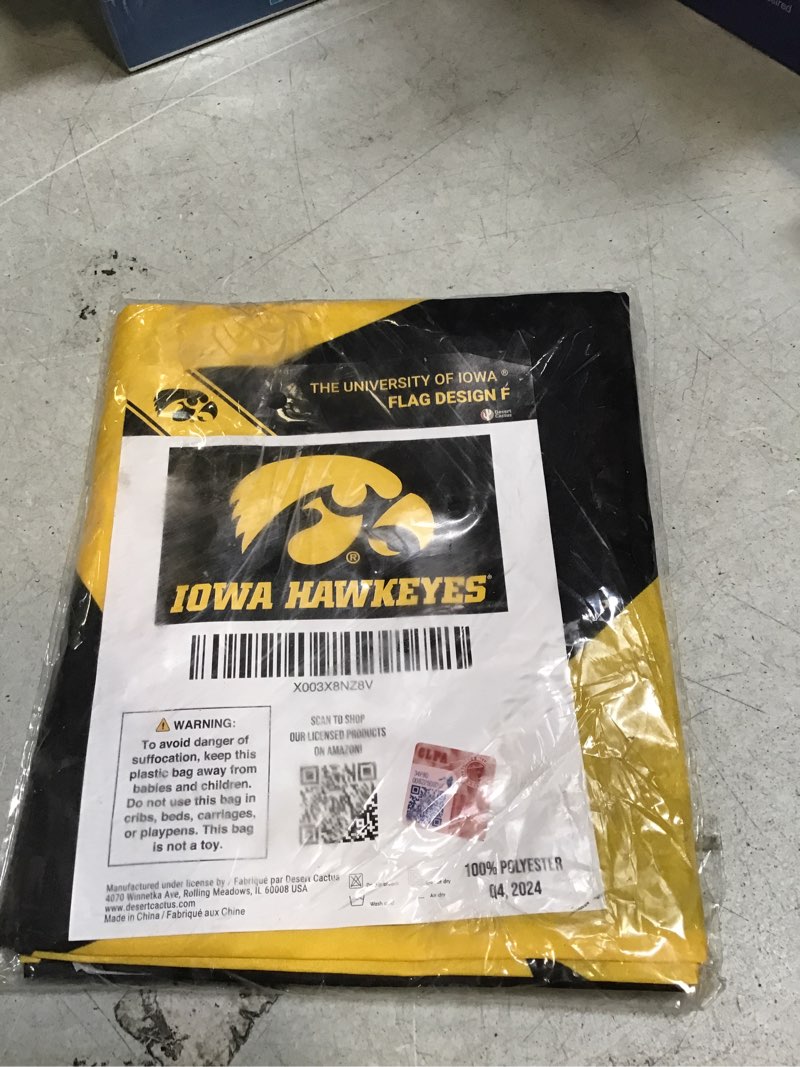 THE UNIVERSITY OF IOWA ®
FLAG DESIGN F
Desert
Cactus
®
IOWA HAWKEYES
X003X8NZ8V
WARNING:
To avoid danger of
suffocation, keep this
plastic bag away from
babies and children.
Do not use this bag in
cribs, beds, carriages,
or playpens. This bag
is not a toy.
SCAN TO SHOP
OUR LICENSED PRODUCTS
ON AMAZON!
CLPA
100% POLYESTER
Q4, 2024
Manufactured under license by / Fabriqué par Desert Cactus
4070 Winnetka Ave, Rolling Meadows, IL 60008 USA
www.desertcactus.com
Made in China / Fabriqué aux Chine